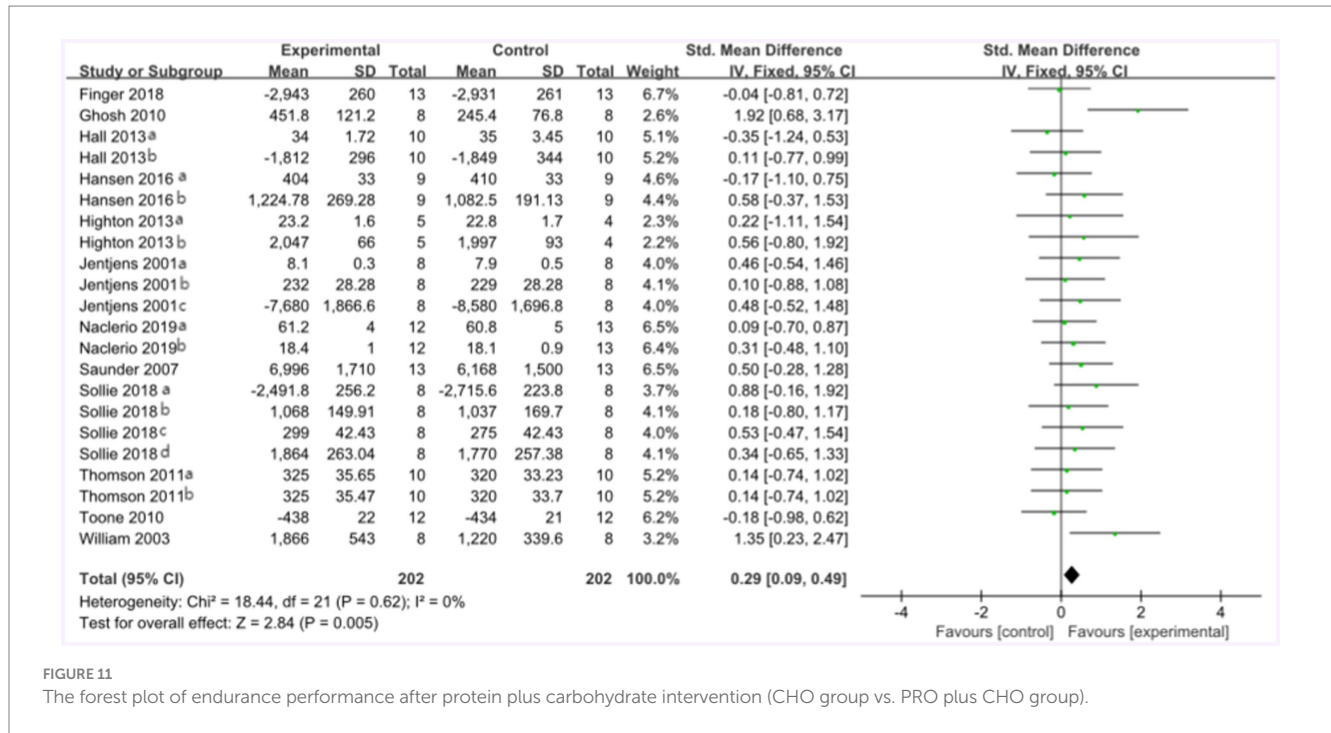 Experimental Control Std. Mean Difference Std. Mean Difference
Study or Subgroup Mean SD Total Mean SD Total Weight IV, Fixed, 95% CI IV, Fixed, 95% CI
Finger 2018 -2,943 260 13 -2,931 261 13 6.7% -0.04 [-0.81, 0.72]
Ghosh 2010 451.8 121.2 8 245.4 76.8 8 2.6% 1.92 [0.68, 3.17]
Hall 2013a 34 1.72 10 35 3.45 10 5.1% -0.35 [-1.24, 0.53]
Hall 2013b -1,812 296 10 -1,849 344 10 5.2% 0.11 [-0.77, 0.99]
Hansen 2016 a 404 33 9 410 33 9 4.6% -0.17 [-1.10, 0.75]
Hansen 2016 b 1,224.78 269.28 9 1,082.5 191.13 9 4.4% 0.58 [-0.37, 1.53]
Highton 2013a 23.2 1.6 5 22.8 1.7 4 2.3% 0.22 [-1.11, 1.54]
Highton 2013 b 2,047 66 5 1,997 93 4 2.2% 0.56 [-0.80, 1.92]
Jentjens 2001a 8.1 0.3 8 7.9 0.5 8 4.0% 0.46 [-0.54, 1.46]
Jentjens 2001b 232 28.28 8 229 28.28 8 4.1% 0.10 [-0.88, 1.08]
Jentjens 2001c -7,680 1,866.6 8 -8,580 1,696.8 8 4.0% 0.48 [-0.52, 1.48]
Naclerio 2019a 61.2 4 12 60.8 5 13 6.5% 0.09 [-0.70, 0.87]
Naclerio 2019b 18.4 1 12 18.1 0.9 13 6.4% 0.31 [-0.48, 1.10]
Saunder 2007 6,996 1,710 13 6,168 1,500 13 6.5% 0.50 [-0.28, 1.28]
Sollie 2018 a -2,491.8 256.2 8 -2,715.6 223.8 8 3.7% 0.88 [-0.16, 1.92]
Sollie 2018 b 1,068 149.91 8 1,037 169.7 8 4.1% 0.18 [-0.80, 1.17]
Sollie 2018c 299 42.43 8 275 42.43 8 4.0% 0.53 [-0.47, 1.54]
Sollie 2018 d 1,864 263.04 8 1,770 257.38 8 4.1% 0.34 [-0.65, 1.33]
Thomson 2011a 325 35.65 10 320 33.23 10 5.2% 0.14 [-0.74, 1.02]
Thomson 2011b 325 35.47 10 320 33.7 10 5.2% 0.14 [-0.74, 1.02]
Toone 2010 -438 22 12 -434 21 12 6.2% -0.18 [-0.98, 0.62]
William 2003 1,866 543 8 1,220 339.6 8 3.2% 1.35 [0.23, 2.47]
Total (95% CI) 202 202 100.0% 0.29 [0.09, 0.49]
Heterogeneity: Chi² = 18.44, df = 21 (P = 0.62); I² = 0%
Test for overall effect: Z = 2.84 (P = 0.005)
-4 -2 0 2 4
Favours [control] Favours [experimental]
FIGURE 11
The forest plot of endurance performance after protein plus carbohydrate intervention (CHO group vs. PRO plus CHO group).